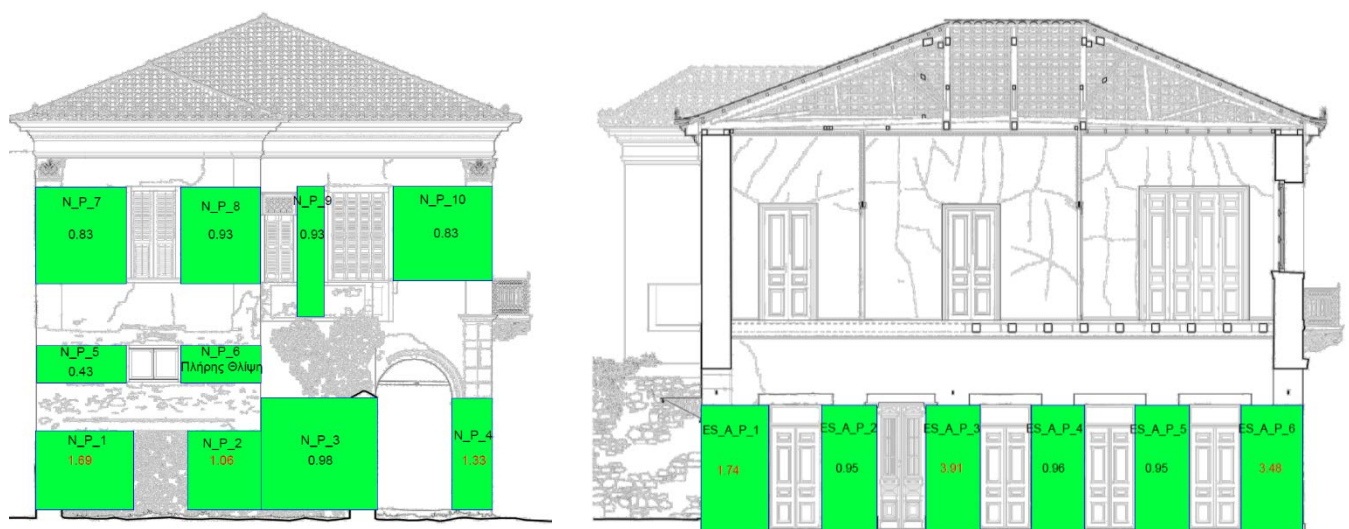 N_P_7
0.83
N_P_8
0.93
N_P_9
0.93
N_P_10
0.83
N_P_5
0.43
N_P_6
Πλήρης Θλίψη
N_P_1
1.69
N_P_2
1.06
N_P_3
0.98
N_P_4
1.33
ES_A_P_1
1.74
ES_A_P_2
0.95
ES_A_P_3
3.91
ES_A_P_4
0.96
ES_A_P_5
0.95
ES_A_P_6
3.48